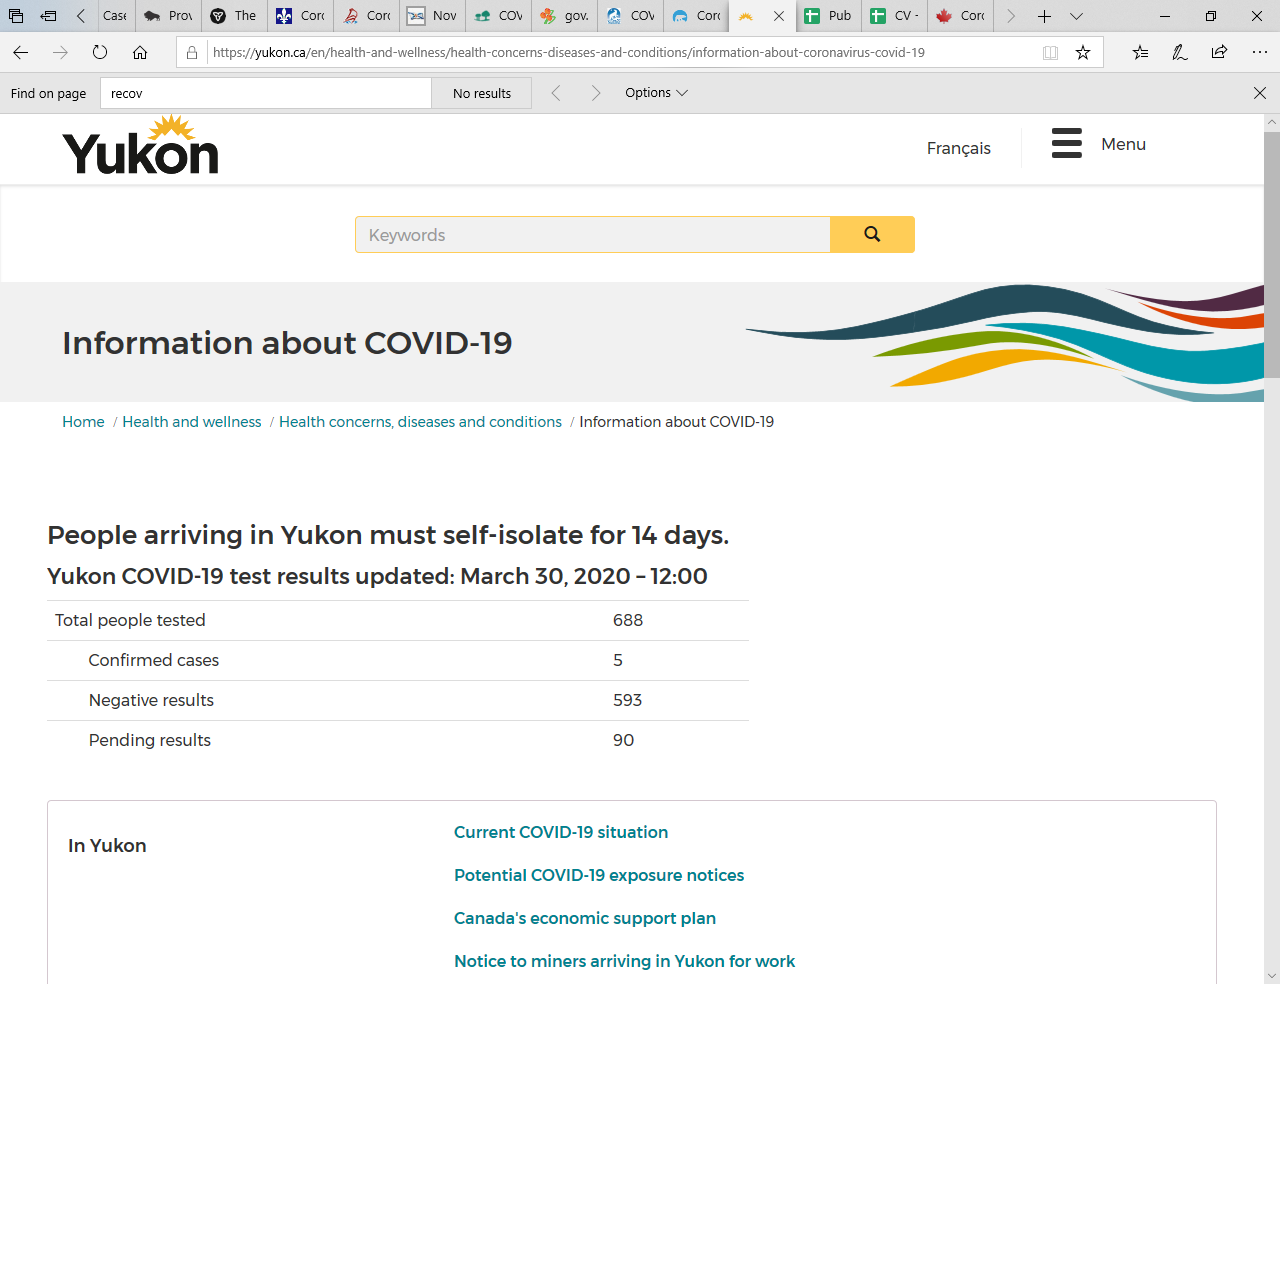 Case
Prov
The
Coro
Coro
Nov
COV
gov.
COV
Coro
Pub
CV -
Coro
https://yukon.ca/en/health-and-wellness/health-concerns-diseases-and-conditions/information-about-coronavirus-covid-19
Find on page recov No results Options
Yukon
Français Menu
Keywords
Information about COVID-19
Home / Health and wellness / Health concerns, diseases and conditions / Information about COVID-19
People arriving in Yukon must self-isolate for 14 days.
Yukon COVID-19 test results updated: March 30, 2020 – 12:00
Total people tested 688
Confirmed cases 5
Negative results 593
Pending results 90
In Yukon
Current COVID-19 situation
Potential COVID-19 exposure notices
Canada's economic support plan
Notice to miners arriving in Yukon for work